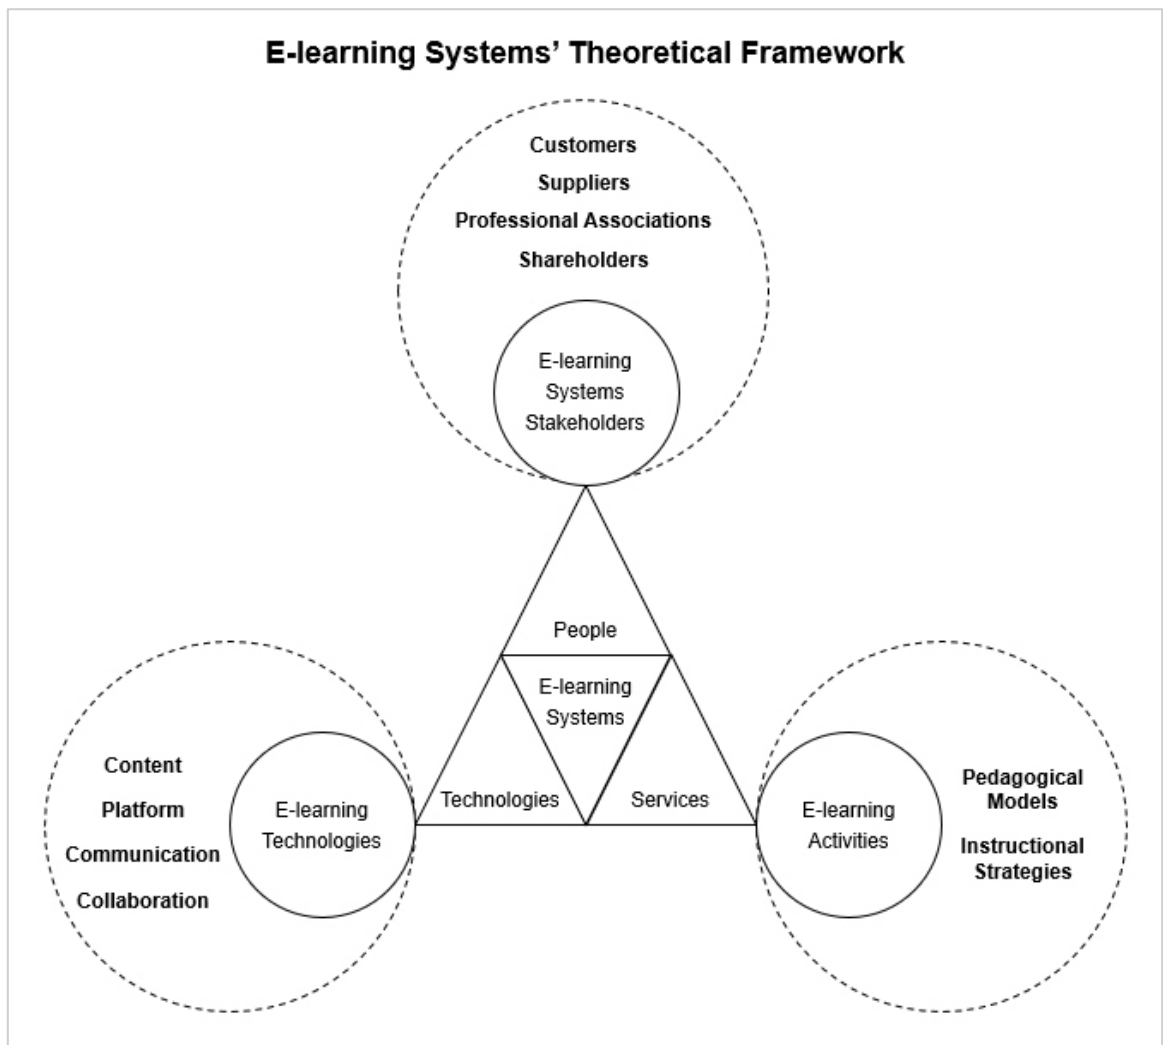 E-learning Systems’ Theoretical Framework
Customers
Suppliers
Professional Associations
Shareholders
E-learning
Systems
Stakeholders
People
E-learning
Systems
Technologies
Services
Content
Platform
Communication
Collaboration
E-learning
Technologies
E-learning
Activities
Pedagogical
Models
Instructional
Strategies